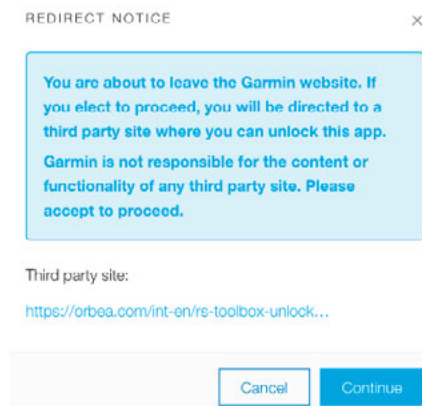 REDIRECT NOTICE
You are about to leave the Garmin website. If
you elect to proceed, you will be directed to a
third party site where you can unlock this app.
Garmin is not responsible for the content or
functionality of any third party site. Please
accept to proceed.
Third party site:
https://orbea.com/int-en/rs-toolbox-unlock...
Cancel Continue